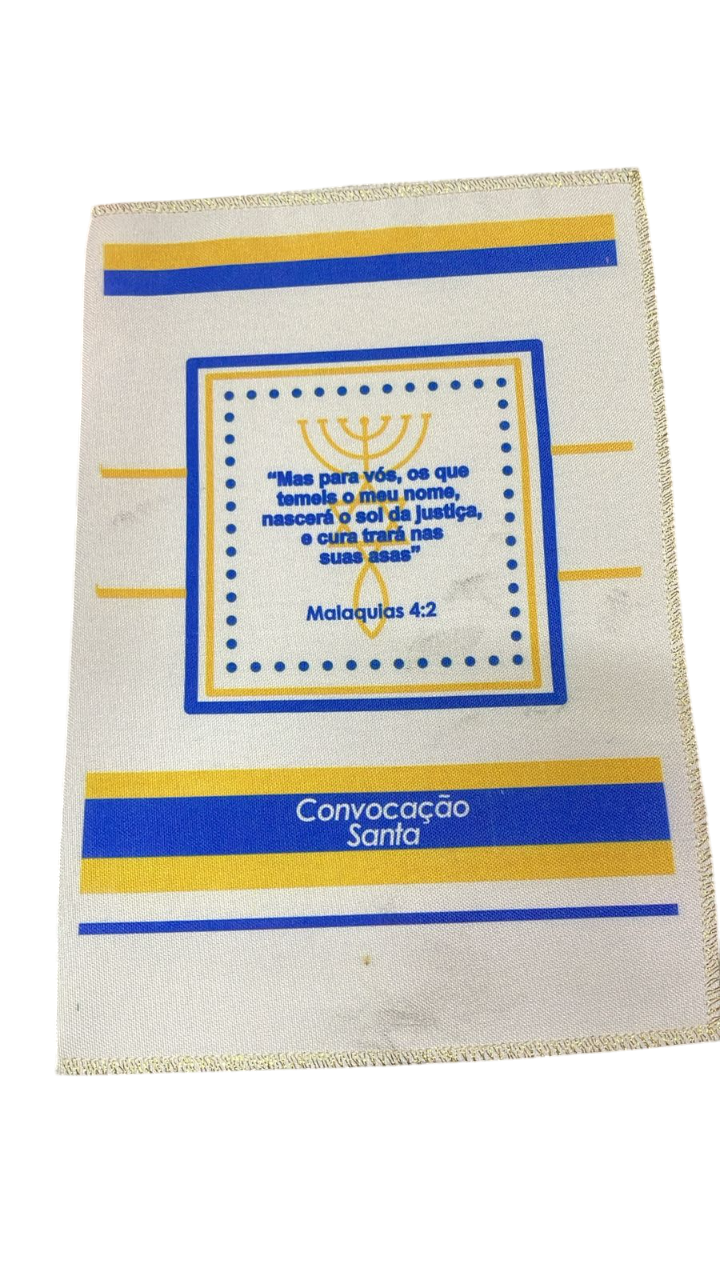 “Mas para vós, os que
temeis o meu nome,
nascerá o sol da justiça,
e cura trará nas
suas asas”
Malaquias 4:2
Convocação
Santa